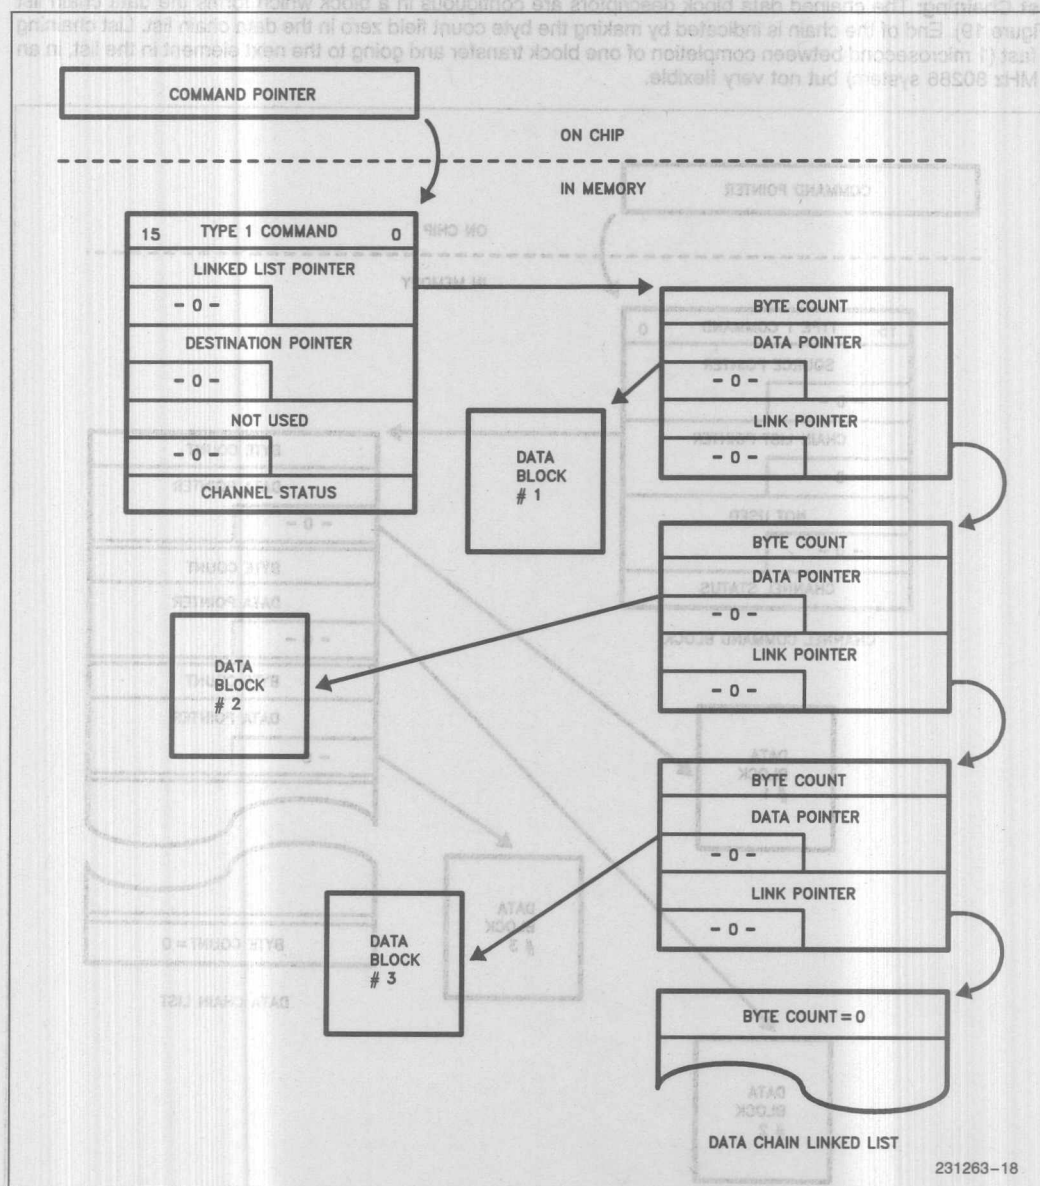 COMMAND POINTER
ON CHIP
IN MEMORY
15 TYPE 1 COMMAND 0
LINKED LIST POINTER
- 0 -
DESTINATION POINTER
- 0 -
NOT USED
- 0 -
CHANNEL STATUS
BYTE COUNT
DATA POINTER
- 0 -
LINK POINTER
- 0 -
DATA
BLOCK
# 1
BYTE COUNT
DATA POINTER
- 0 -
LINK POINTER
- 0 -
DATA
BLOCK
# 2
BYTE COUNT
DATA POINTER
- 0 -
LINK POINTER
- 0 -
DATA
BLOCK
# 3
BYTE COUNT = 0
DATA CHAIN LINKED LIST
231263-18